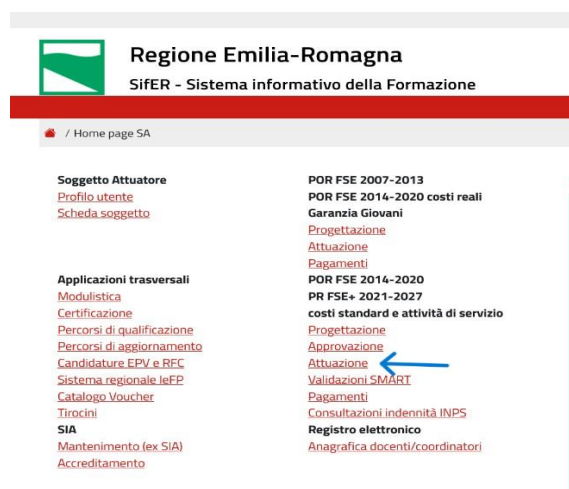 Regione Emilia-Romagna
SifER - Sistema informativo della Formazione
/ Home page SA
Soggetto Attuatore
Profilo utente
Scheda soggetto
Applicazioni trasversali
Modulistica
Certificazione
Percorsi di qualificazione
Percorsi di aggiornamento
Candidature EPV e RFC
Sistema regionale IeFP
Catalogo Voucher
Tirocini
SIA
Mantenimento (ex SIA)
Accreditamento
POR FSE 2007-2013
POR FSE 2014-2020 costi reali
Garanzia Giovani
Progettazione
Attuazione
Pagamenti
POR FSE 2014-2020
PR FSE+ 2021-2027
costi standard e attività di servizio
Progettazione
Approvazione
Attuazione
Validazioni SMART
Pagamenti
Consultazioni indennità INPS
Registro elettronico
Anagrafica docenti/coordinatori